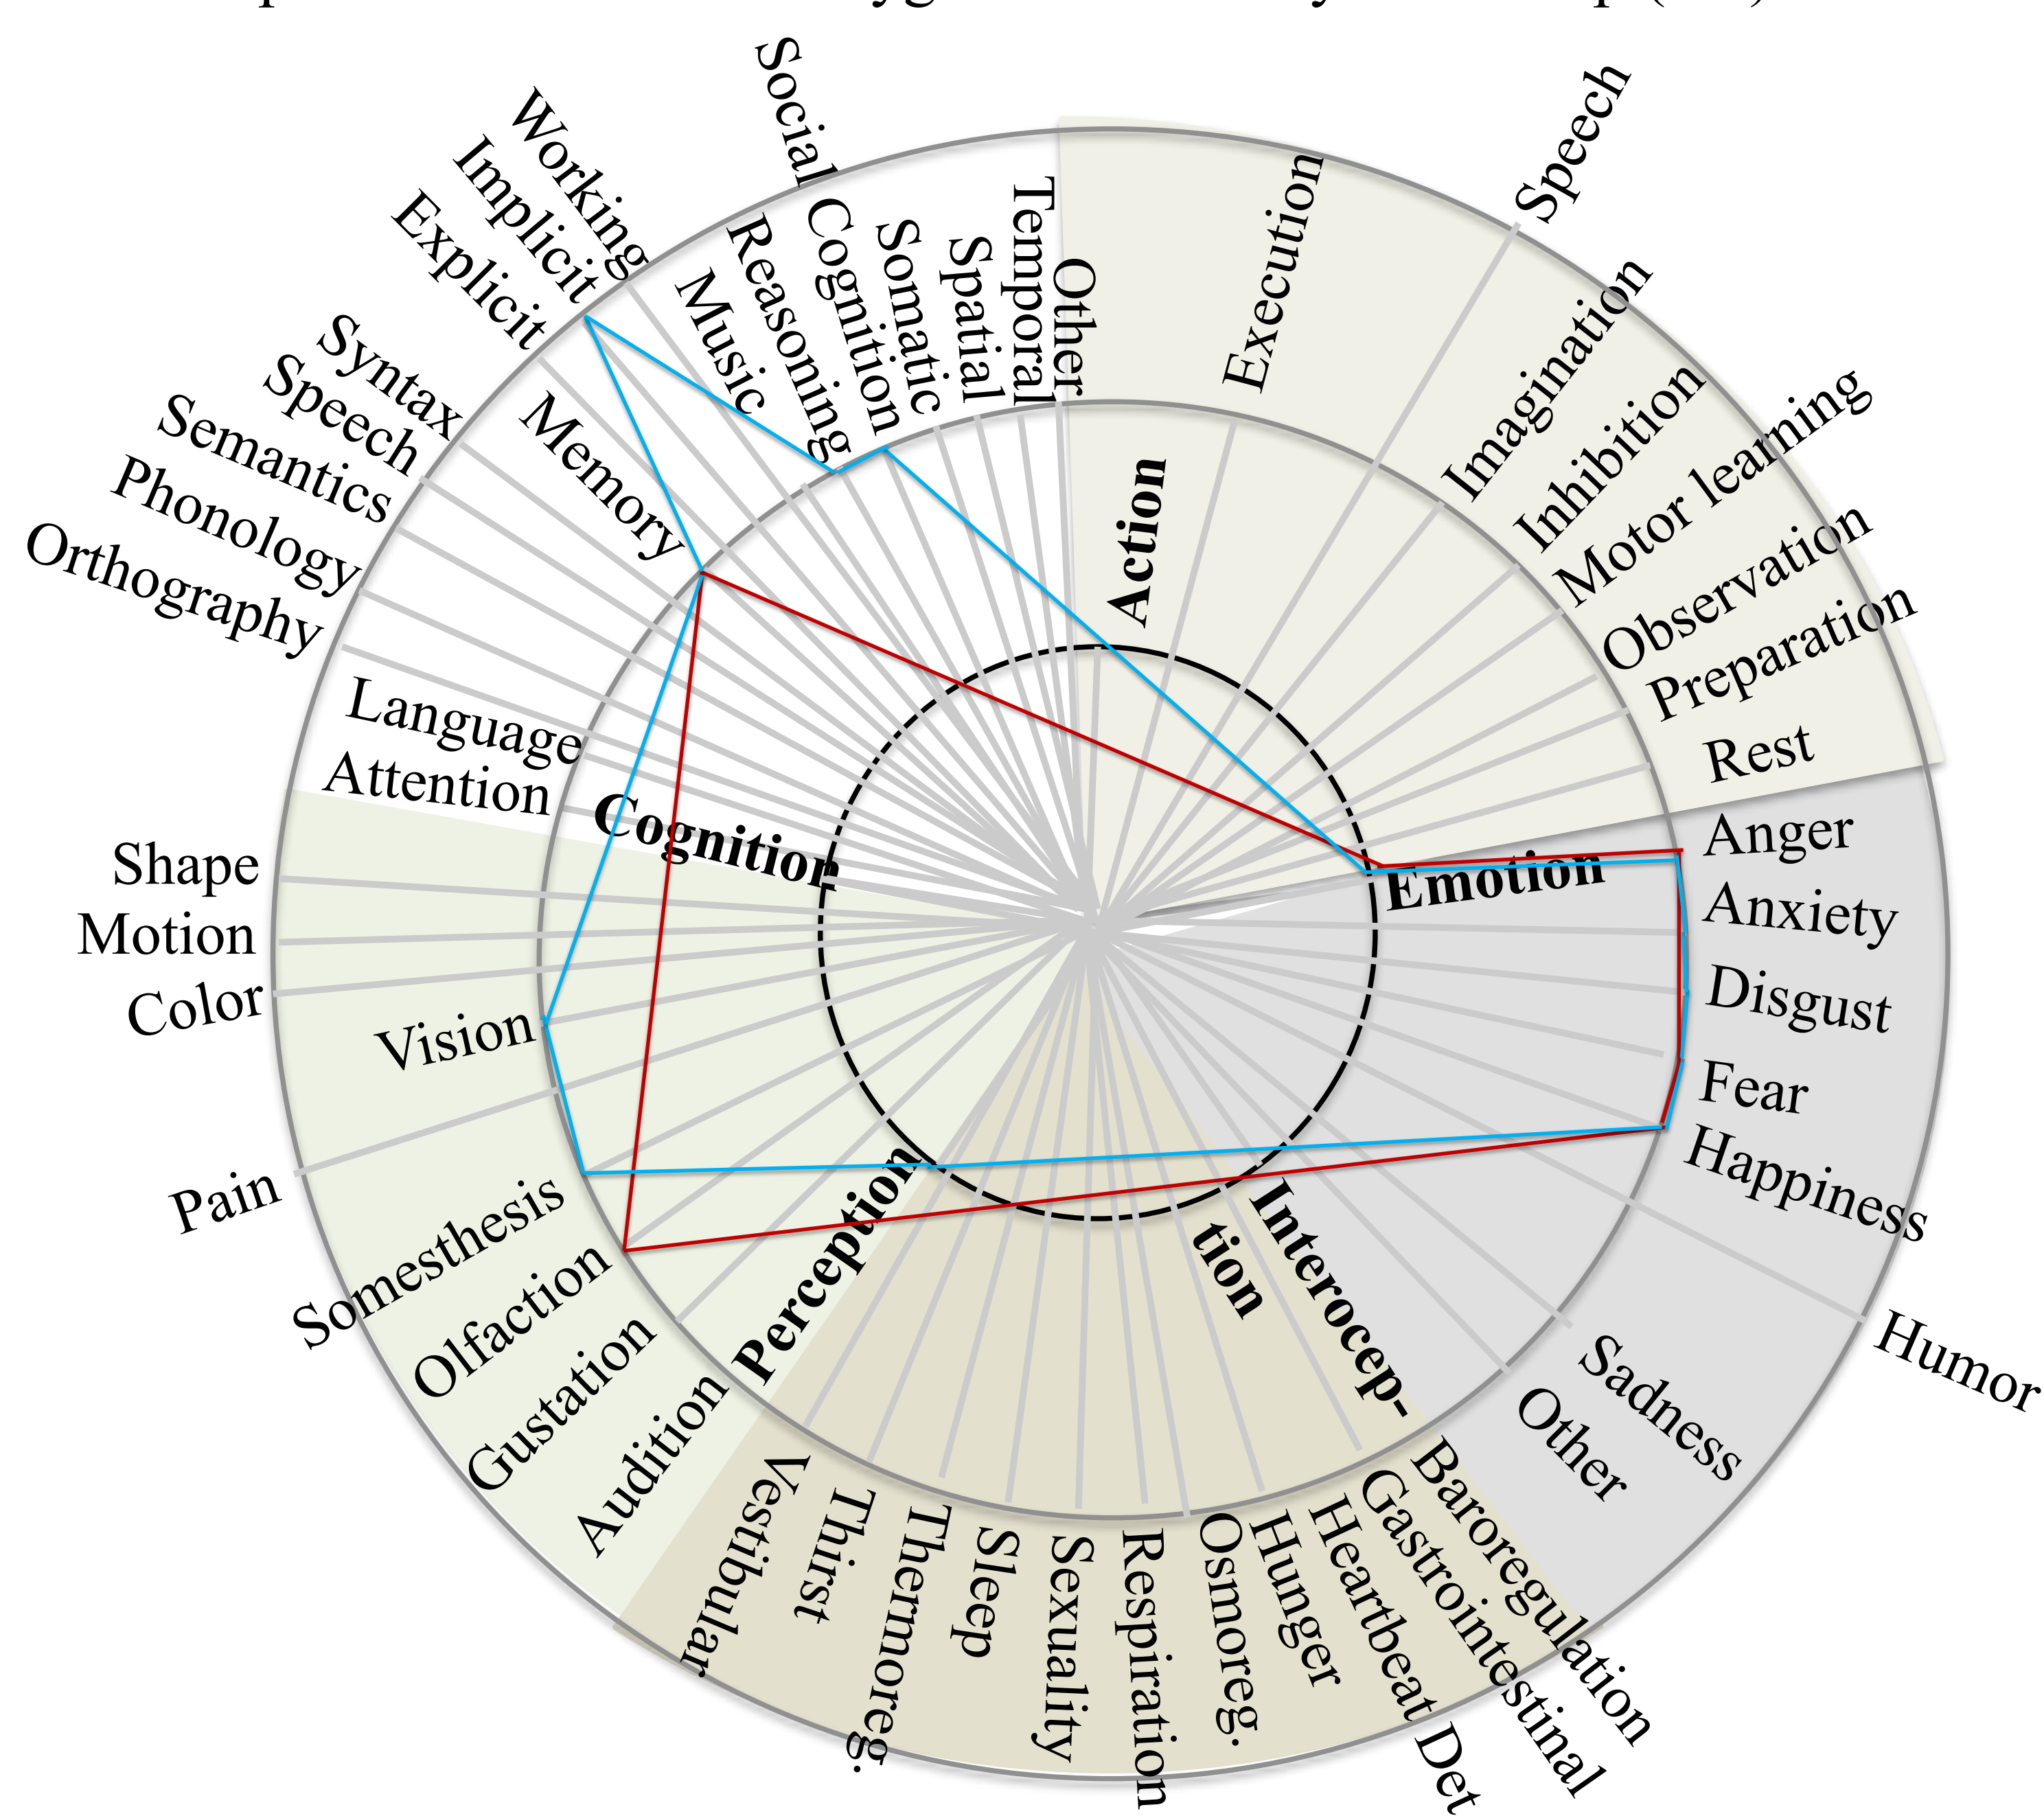 Action
Execution
Speech
Imagination
Inhibition
Motor learning
Observation
Preparation
Rest
Emotion
Anger
Anxiety
Disgust
Fear
Happiness
Humor
Sadness
Other
Interocep-
tion
Baroregulation
Gastrointestinal
Heartbeat Det
Hunger
Osmoreg.
Respiration
Sexuality
Sleep
Thermoreg.
Thirst
Vestibular
Perception
Audition
Gustation
Olfaction
Somesthesis
Pain
Vision
Color
Motion
Shape
Cognition
Attention
Language
Orthography
Phonology
Semantics
Speech
Syntax
Memory
Explicit
Implicit
Working
Music
Reasoning
Social Cognition
Somatic
Spatial
Temporal
Other